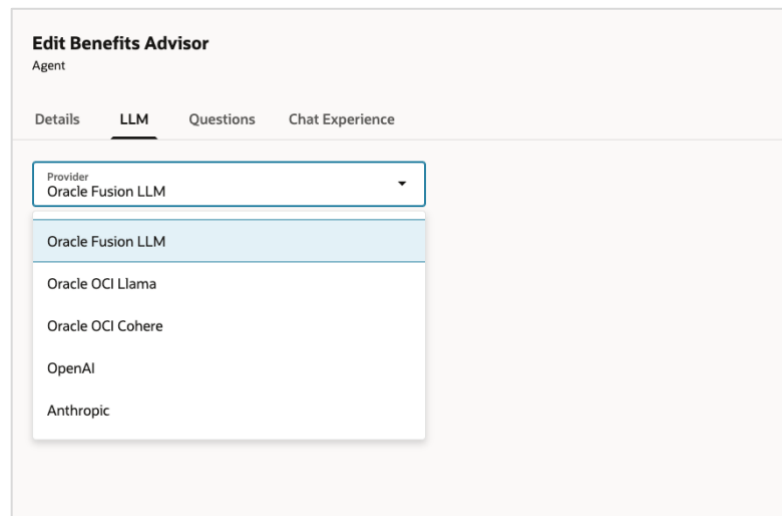 Edit Benefits Advisor
Agent
Details LLM Questions Chat Experience
Provider
Oracle Fusion LLM
Oracle Fusion LLM
Oracle OCI Llama
Oracle OCI Cohere
OpenAI
Anthropic